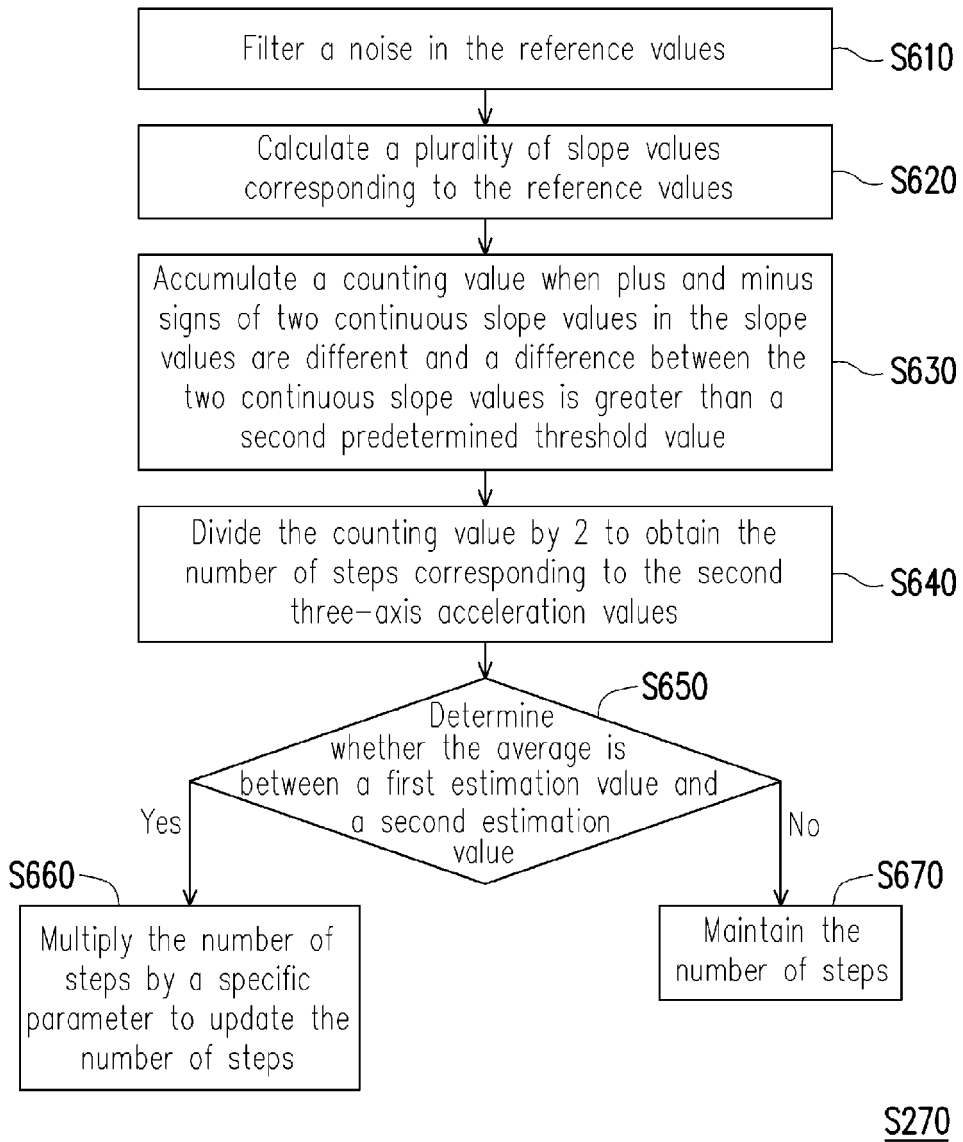 Filter a noise in the reference values
S610
Calculate a plurality of slope values
corresponding to the reference values
S620
Accumulate a counting value when plus and minus
signs of two continuous slope values in the slope
values are different and a difference between the
two continuous slope values is greater than a
second predetermined threshold value
S630
Divide the counting value by 2 to obtain the
number of steps corresponding to the second
three-axis acceleration values
S640
S650
Determine
whether the average is
between a first estimation value and
a second estimation
value
Yes
No
S660
Multiply the number of
steps by a specific
parameter to update the
number of steps
S670
Maintain the
number of steps
S270